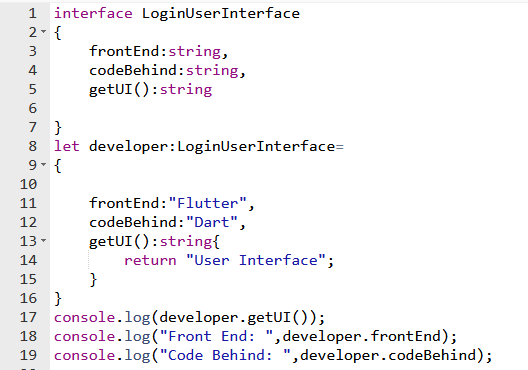 1 interface LoginUserInterface
2 {
3     frontEnd:string,
4     codeBehind:string,
5     getUI():string
6
7 }
8 let developer:LoginUserInterface=
9 {
10
11     frontEnd:"Flutter",
12     codeBehind:"Dart",
13     getUI():string{
14         return "User Interface";
15     }
16 }
17 console.log(developer.getUI());
18 console.log("Front End: ",developer.frontEnd);
19 console.log("Code Behind: ",developer.codeBehind);